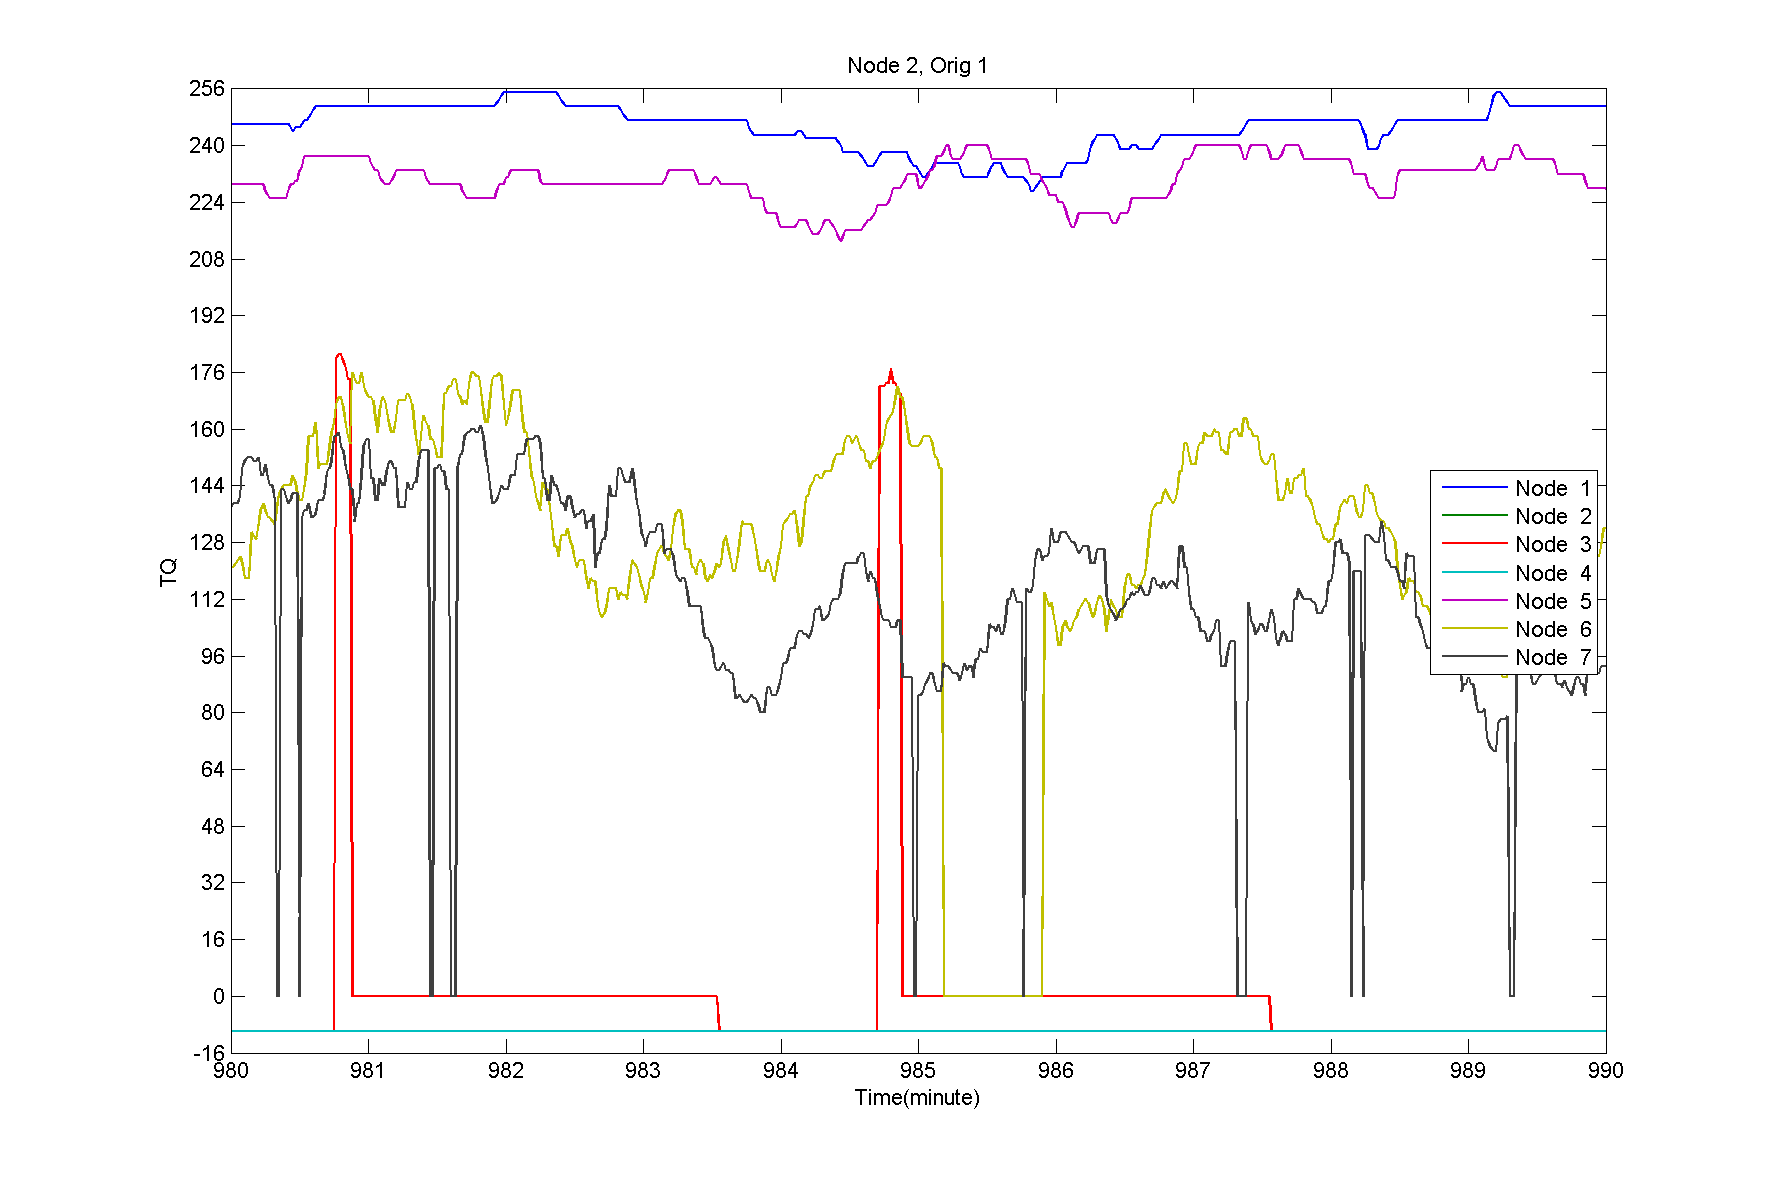 Node 2, Orig 1
256
240
224
208
192
176
160
144
128
112
96
80
64
48
32
16
0
-16
TQ
Node 1
Node 2
Node 3
Node 4
Node 5
Node 6
Node 7
980 981 982 983 984 985 986 987 988 989 990
Time(minute)